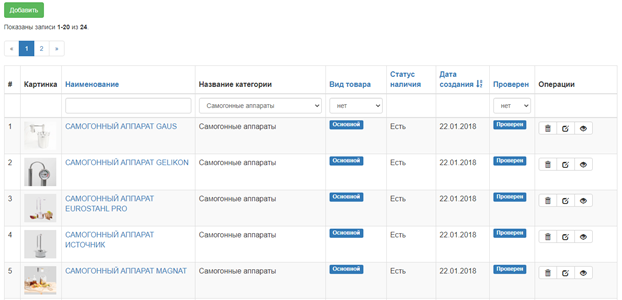 Добавить
Показаны записи 1-20 из 24.
« 1 2 »
# Картинка Наименование Название категории Вид товара Статус наличия Дата создания Проверен Операции
Самогонные аппараты нет нет
1 САМОГОННЫЙ АППАРАТ GAUS Самогонные аппараты Основной Есть 22.01.2018 Проверен
2 САМОГОННЫЙ АППАРАТ GELIKON Самогонные аппараты Основной Есть 22.01.2018 Проверен
3 САМОГОННЫЙ АППАРАТ EUROSTAHL PRO Самогонные аппараты Основной Есть 22.01.2018 Проверен
4 САМОГОННЫЙ АППАРАТ ИСТОЧНИК Самогонные аппараты Основной Есть 22.01.2018 Проверен
5 САМОГОННЫЙ АППАРАТ MAGNAT Самогонные аппараты Основной Есть 22.01.2018 Проверен